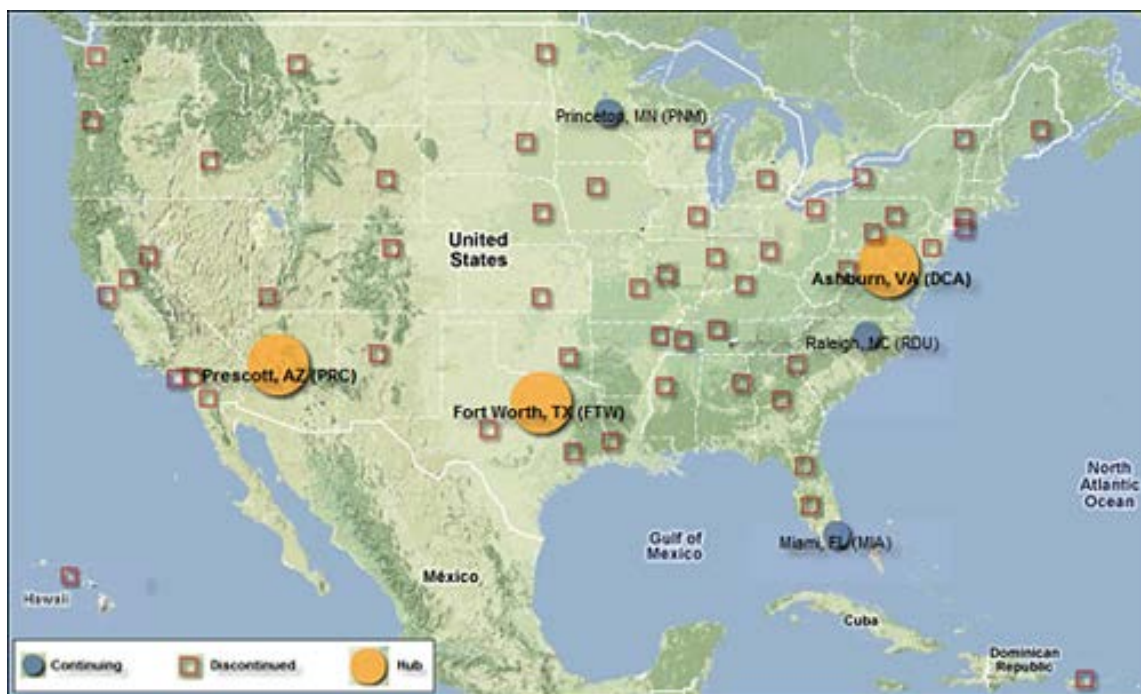 Princeton, MN (PNM)
United
States
Ashburn, VA (DCA)
Raleigh, NC (RDU)
Prescott, AZ (PRC)
Fort Worth, TX (FTW)
North
Atlantic
Ocean
Gulf of
Mexico
Miami, FL (MIA)
México
Hawaii
Cuba
Dominican
Republic
Continuing
Discontinued
Hub